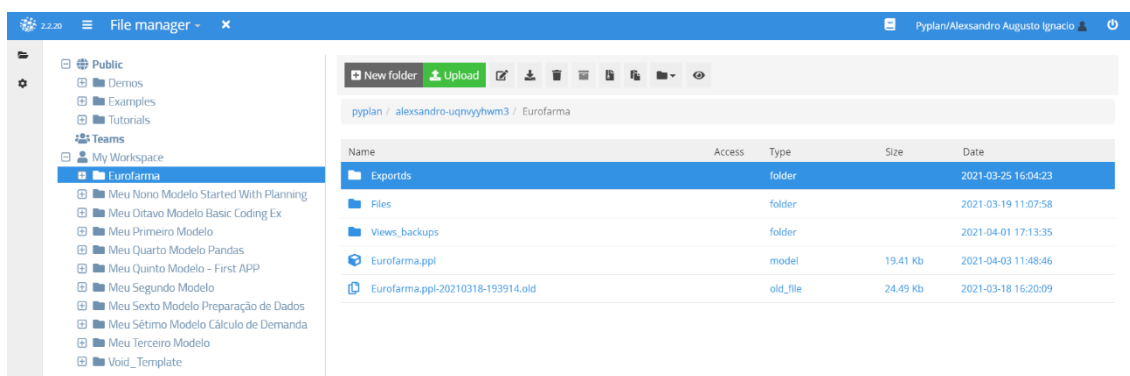 2.2.20 File manager Pyplan/Alexsandro Augusto Ignacio
Public
Demos
Examples
Tutorials
Teams
My Workspace
Eurofarma
Meu Nono Modelo Started With Planning
Meu Oitavo Modelo Basic Coding Ex
Meu Primeiro Modelo
Meu Quarto Modelo Pandas
Meu Quinto Modelo - First APP
Meu Segundo Modelo
Meu Sexto Modelo Preparação de Dados
Meu Sétimo Modelo Cálculo de Demanda
Meu Terceiro Modelo
Void_Template
New folder Upload
pyplan / alexsandro-uqnvyyhwm3 / Eurofarma
Name Access Type Size Date
Exportds folder 2021-03-25 16:04:23
Files folder 2021-03-19 11:07:58
Views_backups folder 2021-04-01 17:13:35
Eurofarma.ppl model 19.41 Kb 2021-04-03 11:48:46
Eurofarma.ppl-20210318-193914.old old_file 24.49 Kb 2021-03-18 16:20:09